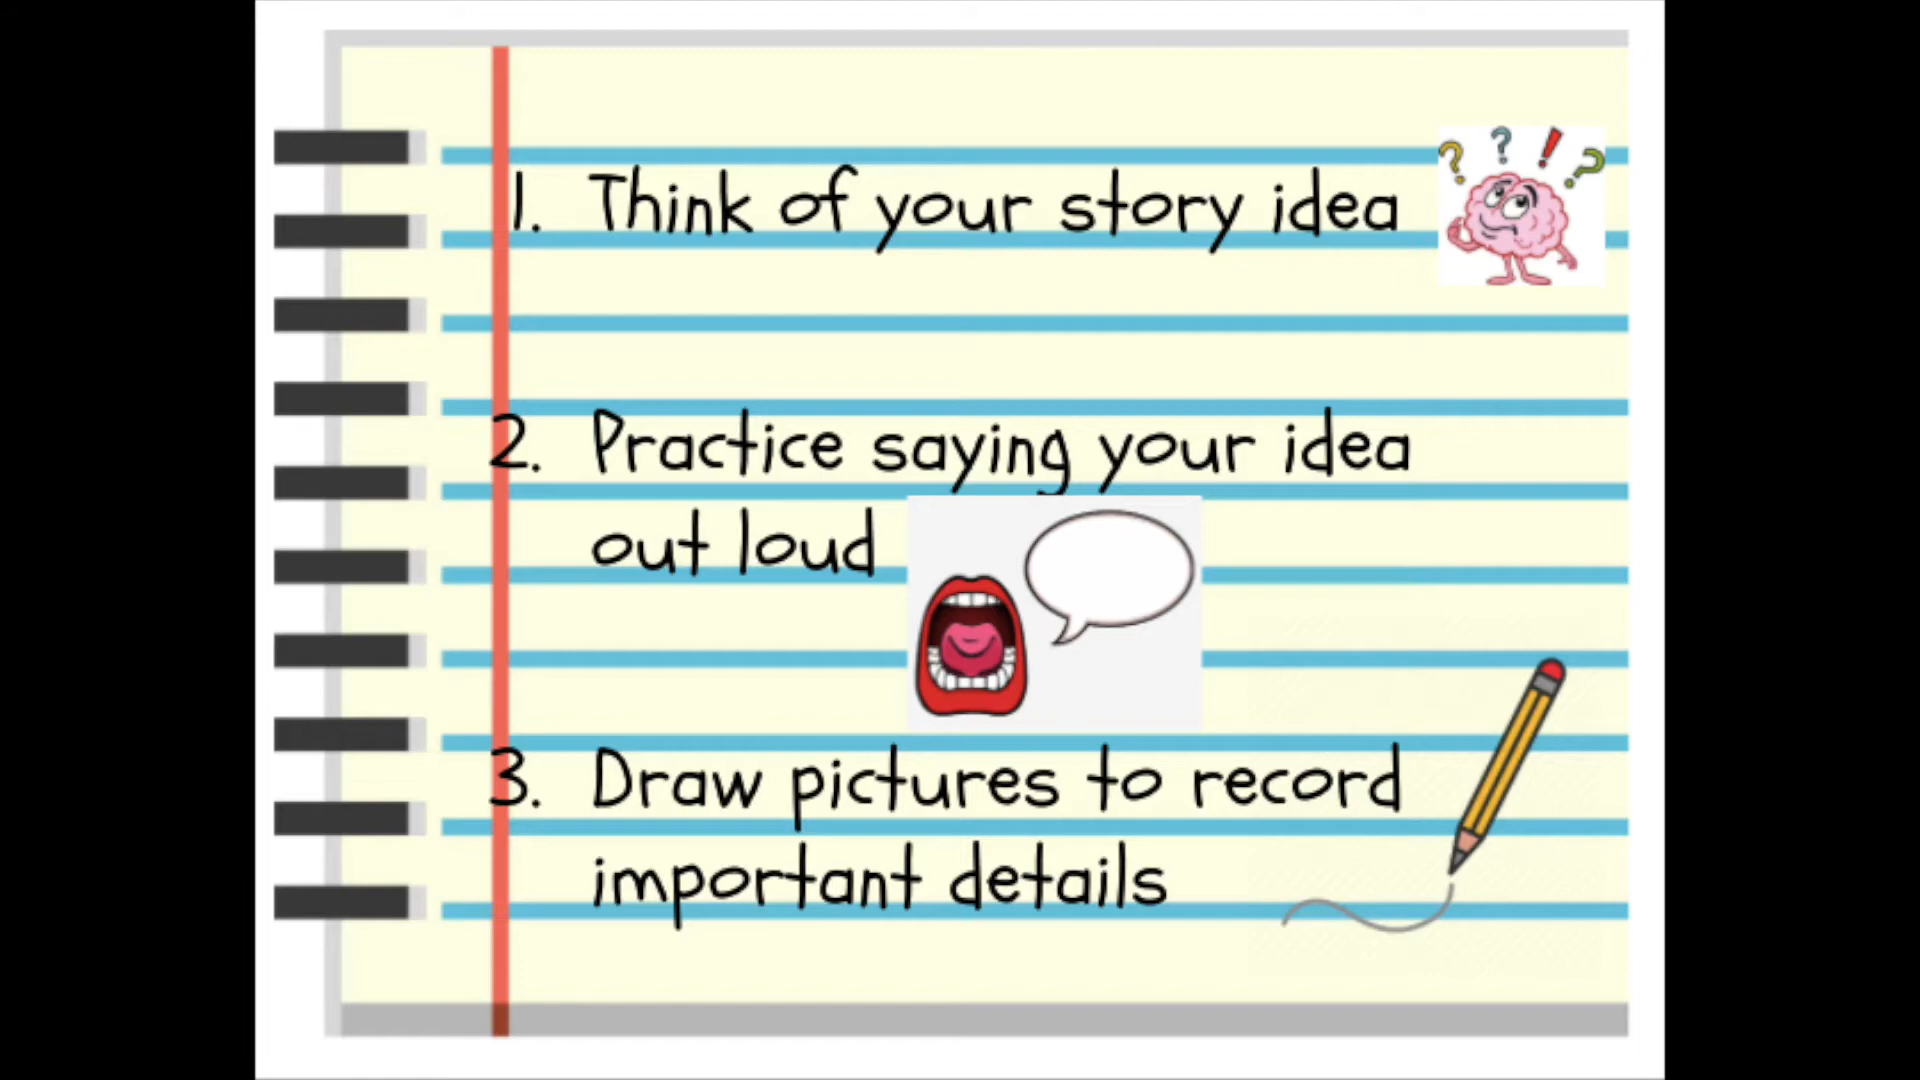 1. Think of your story idea
2. Practice saying your idea
out loud
3. Draw pictures to record
important details